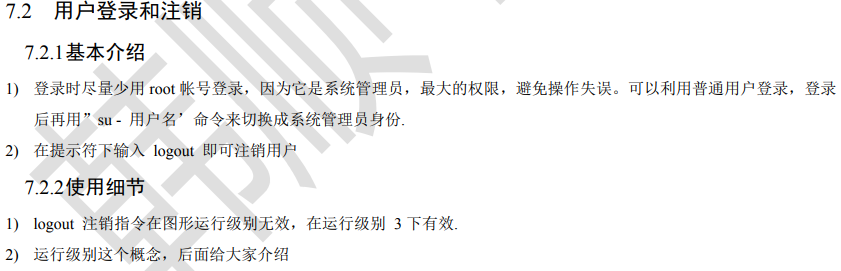 7.2 用户登录和注销
7.2.1基本介绍
1) 登录时尽量少用 root 帐号登录，因为它是系统管理员，最大的权限，避免操作失误。可以利用普通用户登录，登录
后再用”su - 用户名’ 命令来切换成系统管理员身份.
2) 在提示符下输入 logout 即可注销用户
7.2.2使用细节
1) logout 注销指令在图形运行级别无效，在运行级别 3 下有效.
2) 运行级别这个概念，后面给大家介绍
韩顺